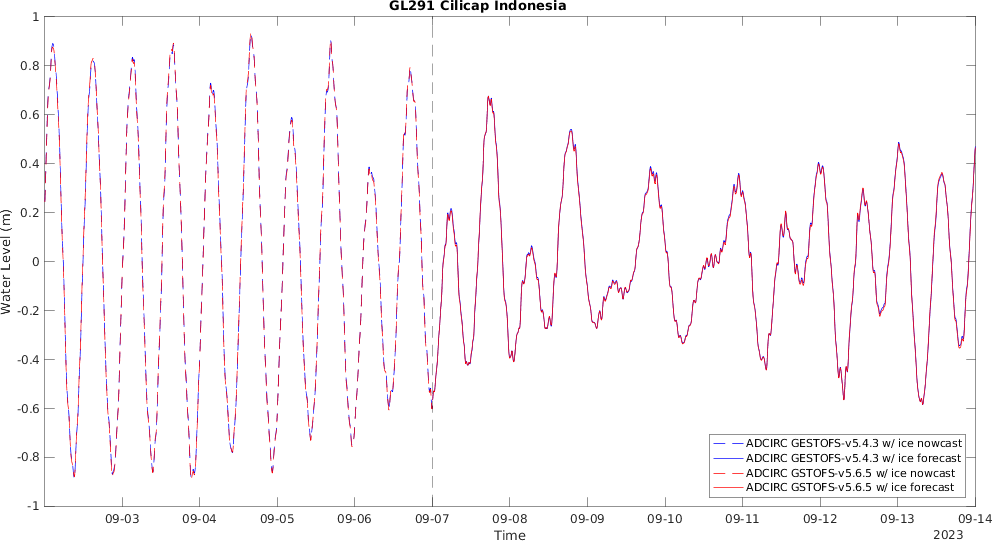 GL291 Cilicap Indonesia
Water Level (m)
1
0.8
0.6
0.4
0.2
0
-0.2
-0.4
-0.6
-0.8
-1
ADCIRC GESTOFS-v5.4.3 w/ ice nowcast
ADCIRC GESTOFS-v5.4.3 w/ ice forecast
ADCIRC GSTOFS-v5.6.5 w/ ice nowcast
ADCIRC GSTOFS-v5.6.5 w/ ice forecast
09-03 09-04 09-05 09-06 09-07 09-08 09-09 09-10 09-11 09-12 09-13 09-14
Time
2023